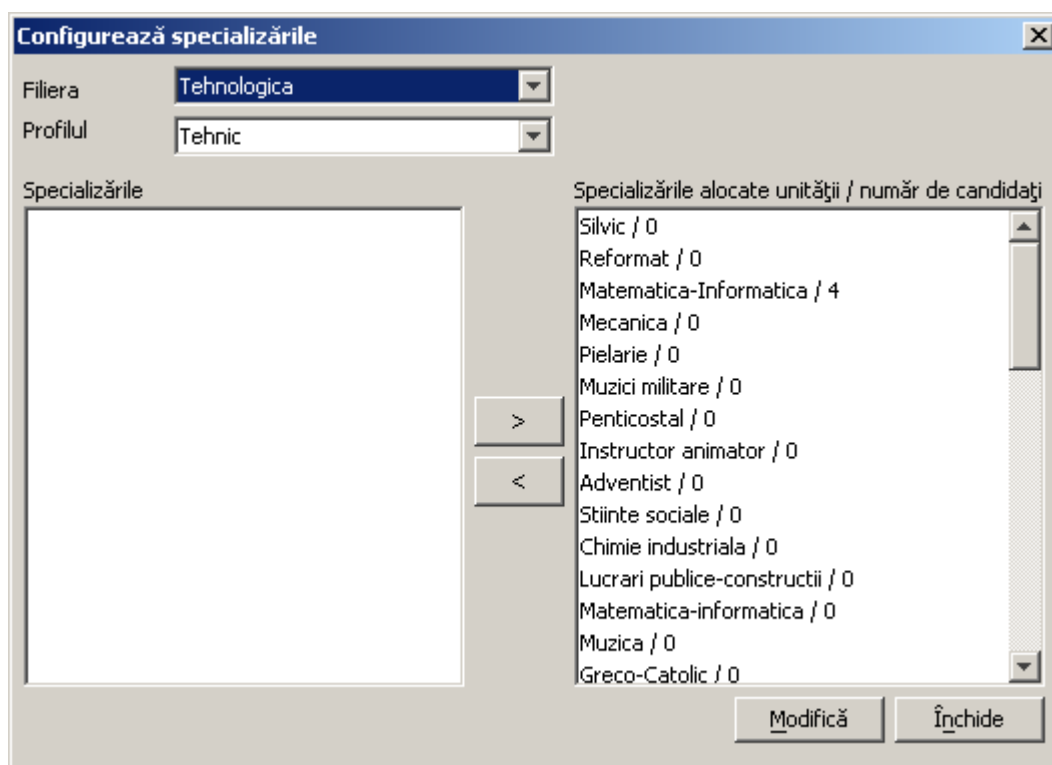 Configurează specializările
Filiera
Tehnologica
Profilul
Tehnic
Specializările
Specializările alocate unităţii / număr de candidaţi
Silvic / 0
Reformat / 0
Matematica-Informatica / 4
Mecanica / 0
Pielarie / 0
Muzici militare / 0
Penticostal / 0
Instructor animator / 0
Adventist / 0
Stiinte sociale / 0
Chimie industriala / 0
Lucrari publice-constructii / 0
Matematica-informatica / 0
Muzica / 0
Greco-Catolic / 0
>
<
Modifică
Închide